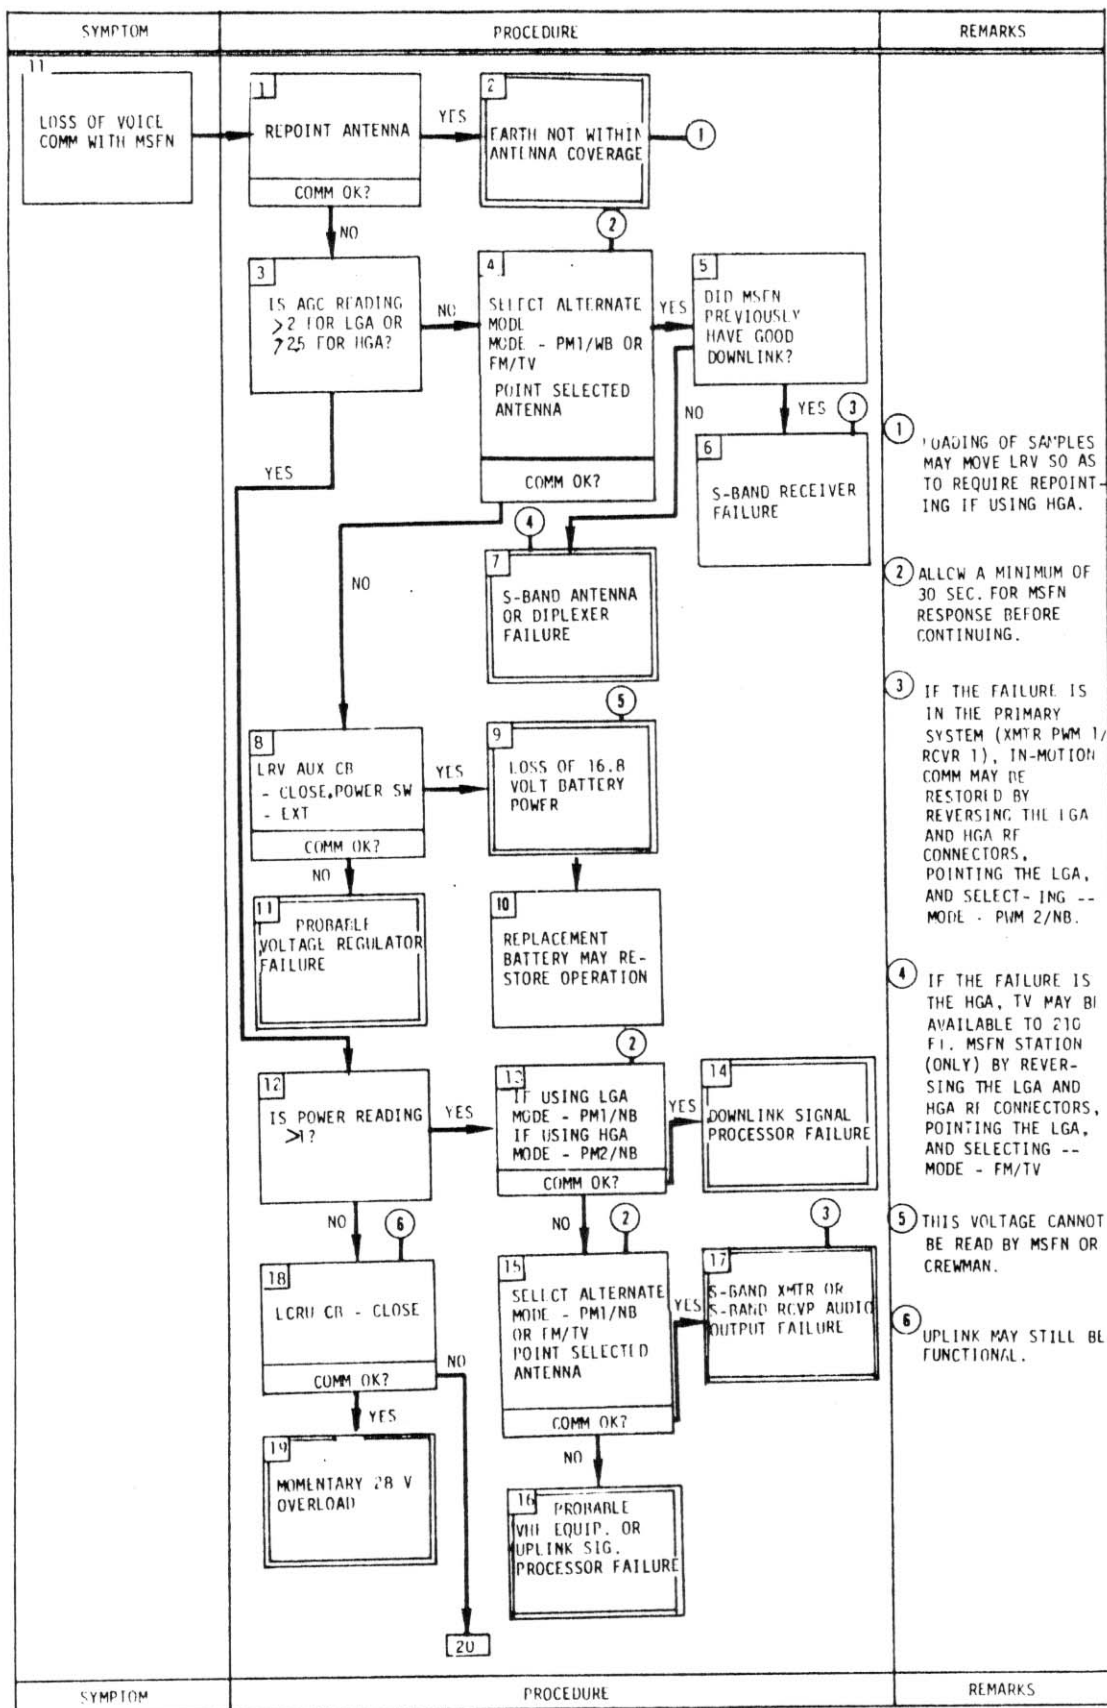 SYMPTOM
PROCEDURE
REMARKS
11
LOSS OF VOICE
COMM WITH MSFN
1
REPOINT ANTENNA
COMM OK?
YES
2
EARTH NOT WITHIN
ANTENNA COVERAGE
1
NO
3
IS AGC READING
>2 FOR LGA OR
>2.5 FOR HGA?
NO
YES
2
4
SELECT ALTERNATE
MODE
MODE - PM1/WB OR
FM/TV
POINT SELECTED
ANTENNA
COMM OK?
YES
NO
5
DID MSFN
PREVIOUSLY
HAVE GOOD
DOWNLINK?
NO
YES
3
6
S-BAND RECEIVER
FAILURE
4
7
S-BAND ANTENNA
OR DIPLEXER
FAILURE
8
LRV AUX CB
- CLOSE,POWER SW
- EXT
COMM OK?
YES
NO
5
9
LOSS OF 16.8
VOLT BATTERY
POWER
10
REPLACEMENT
BATTERY MAY RE-
STORE OPERATION
11
PROBABLE
VOLTAGE REGULATOR
FAILURE
12
IS POWER READING
>1?
YES
NO
2
13
IF USING LGA
MODE - PM1/NB
IF USING HGA
MODE - PM2/NB
COMM OK?
YES
NO
14
DOWNLINK SIGNAL
PROCESSOR FAILURE
2
15
SELECT ALTERNATE
MODE - PM1/NB
OR FM/TV
POINT SELECTED
ANTENNA
COMM OK?
YES
NO
3
17
S-BAND XMTR OR
S-BAND RCVR AUDIO
OUTPUT FAILURE
16
PROBABLE
VHF EQUIP. OR
UPLINK SIG.
PROCESSOR FAILURE
6
18
LCRU CB - CLOSE
COMM OK?
NO
YES
19
MOMENTARY 28 V
OVERLOAD
20
1
LOADING OF SAMPLES
MAY MOVE LRV SO AS
TO REQUIRE REPOINT-
ING IF USING HGA.
2
ALLOW A MINIMUM OF
30 SEC. FOR MSFN
RESPONSE BEFORE
CONTINUING.
3
IF THE FAILURE IS
IN THE PRIMARY
SYSTEM (XMTR PWM 1/
RCVR 1), IN-MOTION
COMM MAY BE
RESTORED BY
REVERSING THE LGA
AND HGA RF
CONNECTORS,
POINTING THE LGA,
AND SELECT- ING --
MODE - PWM 2/NB.
4
IF THE FAILURE IS
THE HGA, TV MAY BE
AVAILABLE TO 210
FT. MSFN STATION
(ONLY) BY REVER-
SING THE LGA AND
HGA RF CONNECTORS,
POINTING THE LGA,
AND SELECTING --
MODE - FM/TV
5
THIS VOLTAGE CANNOT
BE READ BY MSFN OR
CREWMAN.
6
UPLINK MAY STILL BE
FUNCTIONAL.
SYMPTOM
PROCEDURE
REMARKS